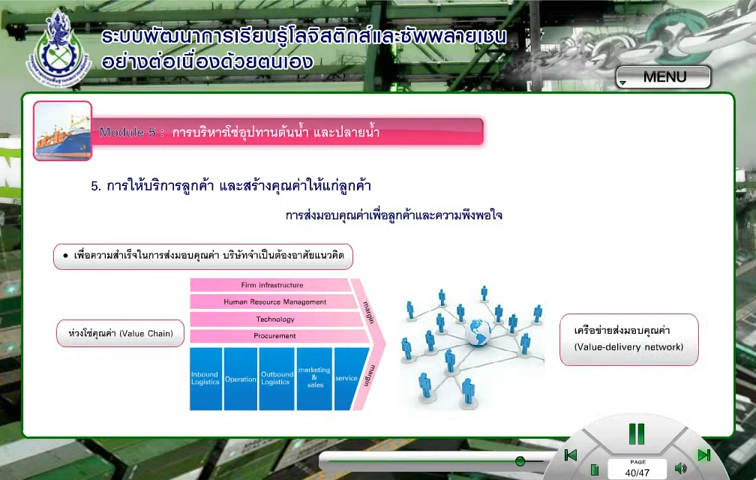 ระบบพัฒนาการเรียนรู้โลจิสติกส์และซัพพลายเชน
อย่างต่อเนื่องด้วยตนเอง
MENU
Module 5 : การบริหารโซ่อุปทานต้นน้ำ และปลายน้ำ
5. การให้บริการลูกค้า และสร้างคุณค่าให้แก่ลูกค้า
การส่งมอบคุณค่าเพื่อลูกค้าและความพึงพอใจ
• เพื่อความสำเร็จในการส่งมอบคุณค่า บริษัทจำเป็นต้องอาศัยแนวคิด
ห่วงโซ่คุณค่า (Value Chain)
Firm infrastructure
Human Resource Management
Technology
Procurement
margin
Inbound
Logistics
Operation
Outbound
Logistics
marketing
&
sales
service
margin
เครือข่ายส่งมอบคุณค่า
(Value-delivery network)
PAGE
40/47